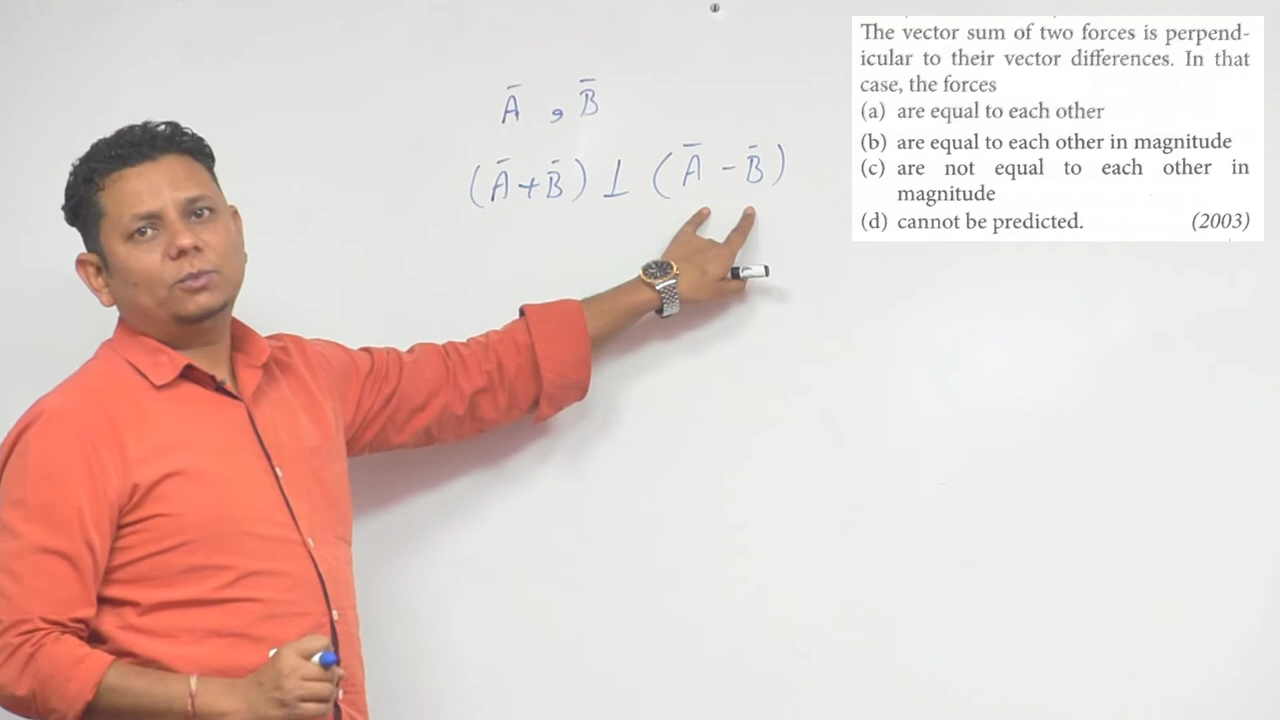 Ā , B̄
(Ā + B̄) ⊥ (Ā - B̄)
The vector sum of two forces is perpend-
icular to their vector differences. In that
case, the forces
(a) are equal to each other
(b) are equal to each other in magnitude
(c) are not equal to each other in
magnitude
(d) cannot be predicted. (2003)